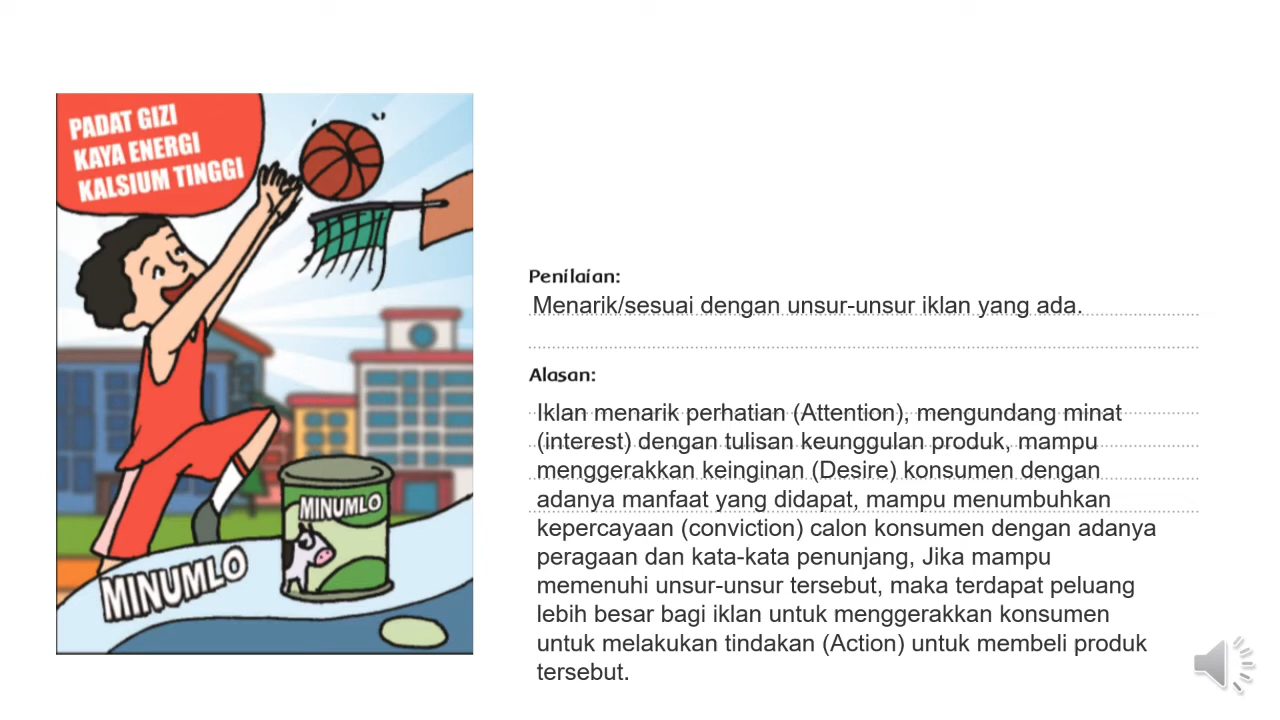 PADAT GIZI
KAYA ENERGI
KALSIUM TINGGI
MINUMLO
MINUMLO
Penilaian:
Menarik/sesuai dengan unsur-unsur iklan yang ada.
Alasan:
Iklan menarik perhatian (Attention), mengundang minat
(interest) dengan tulisan keunggulan produk, mampu
menggerakkan keinginan (Desire) konsumen dengan
adanya manfaat yang didapat, mampu menumbuhkan
kepercayaan (conviction) calon konsumen dengan adanya
peragaan dan kata-kata penunjang, Jika mampu
memenuhi unsur-unsur tersebut, maka terdapat peluang
lebih besar bagi iklan untuk menggerakkan konsumen
untuk melakukan tindakan (Action) untuk membeli produk
tersebut.